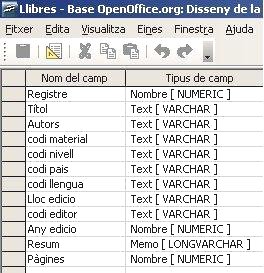 Llibres - Base OpenOffice.org: Disseny de la
Fitxer Edita Visualitza Eines Finestra Ajuda
Nom del camp Tipus de camp
Registre Nombre [ NUMERIC ]
Títol Text [ VARCHAR ]
Autors Text [ VARCHAR ]
codi material Text [ VARCHAR ]
codi nivell Text [ VARCHAR ]
codi pais Text [ VARCHAR ]
codi llengua Text [ VARCHAR ]
Lloc edicio Text [ VARCHAR ]
codi editor Text [ VARCHAR ]
Any edicio Nombre [ NUMERIC ]
Resum Memo [ LONGVARCHAR ]
Pàgines Nombre [ NUMERIC ]